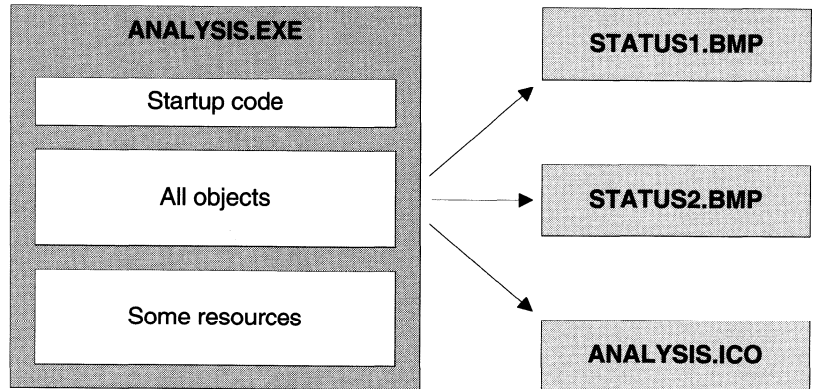 ANALYSIS.EXE
Startup code
All objects
Some resources
STATUS1.BMP
STATUS2.BMP
ANALYSIS.ICO